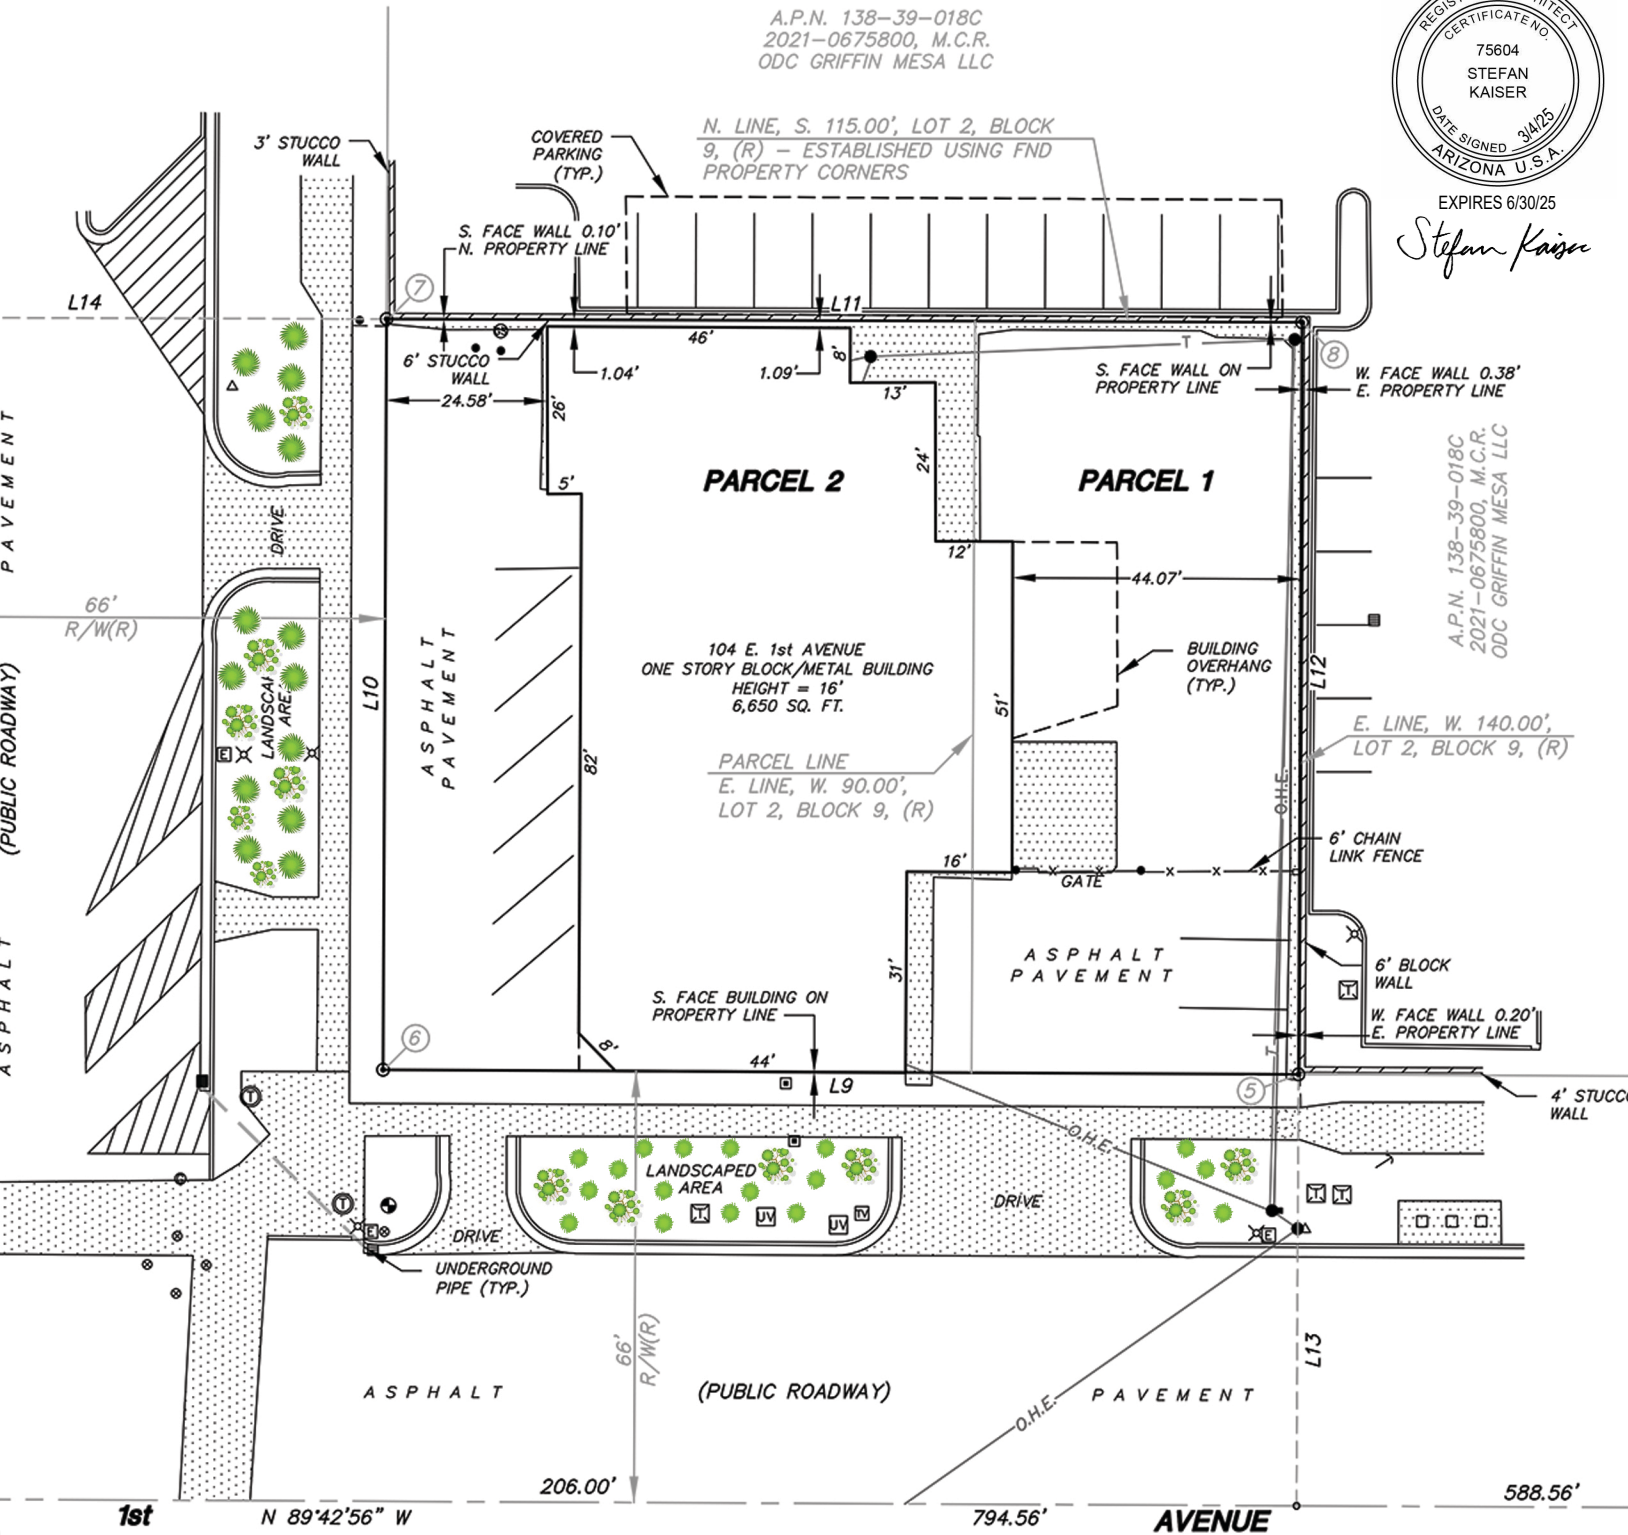 A.P.N. 138-39-018C
2021-0675800, M.C.R.
ODC GRIFFIN MESA LLC
CERTIFICATE NO.
75604
STEFAN
KAISER
DATE SIGNED 3/4/25
ARIZONA U.S.A.
EXPIRES 6/30/25
Stefan Kaiser
3' STUCCO
WALL
COVERED
PARKING
(TYP.)
N. LINE, S. 115.00', LOT 2, BLOCK
9, (R) - ESTABLISHED USING FND
PROPERTY CORNERS
S. FACE WALL 0.10'
N. PROPERTY LINE
L14
7
L11
46'
8'
T
8
6' STUCCO
WALL
1.04'
1.09'
13'
S. FACE WALL ON
PROPERTY LINE
W. FACE WALL 0.38'
E. PROPERTY LINE
24.58'
26'
24'
5'
PARCEL 2
PARCEL 1
A.P.N. 138-39-018C
2021-0675800, M.C.R.
ODC GRIFFIN MESA LLC
PAVEMENT
DRIVE
12'
44.07'
66'
R/W(R)
104 E. 1st AVENUE
ONE STORY BLOCK/METAL BUILDING
HEIGHT = 16'
6,650 SQ. FT.
BUILDING
OVERHANG
(TYP.)
L10
ASPHALT
PAVEMENT
51'
L12
(PUBLIC ROADWAY)
E
82'
PARCEL LINE
E. LINE, W. 90.00',
LOT 2, BLOCK 9, (R)
E. LINE, W. 140.00',
LOT 2, BLOCK 9, (R)
O.H.E.
6' CHAIN
LINK FENCE
16'
X X X X X
GATE
ASPHALT
31'
ASPHALT
PAVEMENT
6' BLOCK
WALL
T
S. FACE BUILDING ON
PROPERTY LINE
W. FACE WALL 0.20'
E. PROPERTY LINE
6
8'
44'
L9
T
5
4' STUCCO
WALL
T
O.H.E.
LANDSCAPED
AREA
DRIVE
T
E
DRIVE
T
UV
UV
TV
T
T
E
UNDERGROUND
PIPE (TYP.)
66'
R/W(R)
L13
ASPHALT
(PUBLIC ROADWAY)
PAVEMENT
O.H.E.
206.00'
588.56'
1st
N 89°42'56" W
794.56'
AVENUE